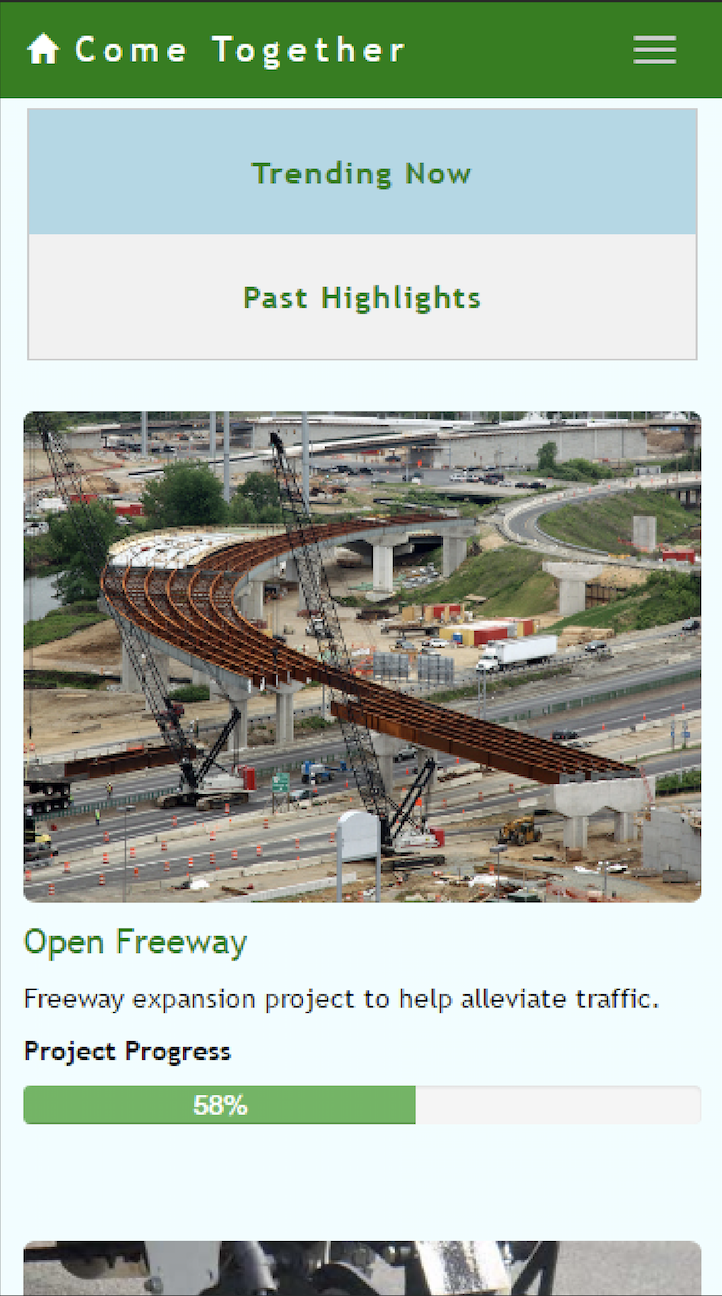 Come Together
Trending Now
Past Highlights
Open Freeway
Freeway expansion project to help alleviate traffic.
Project Progress
58%